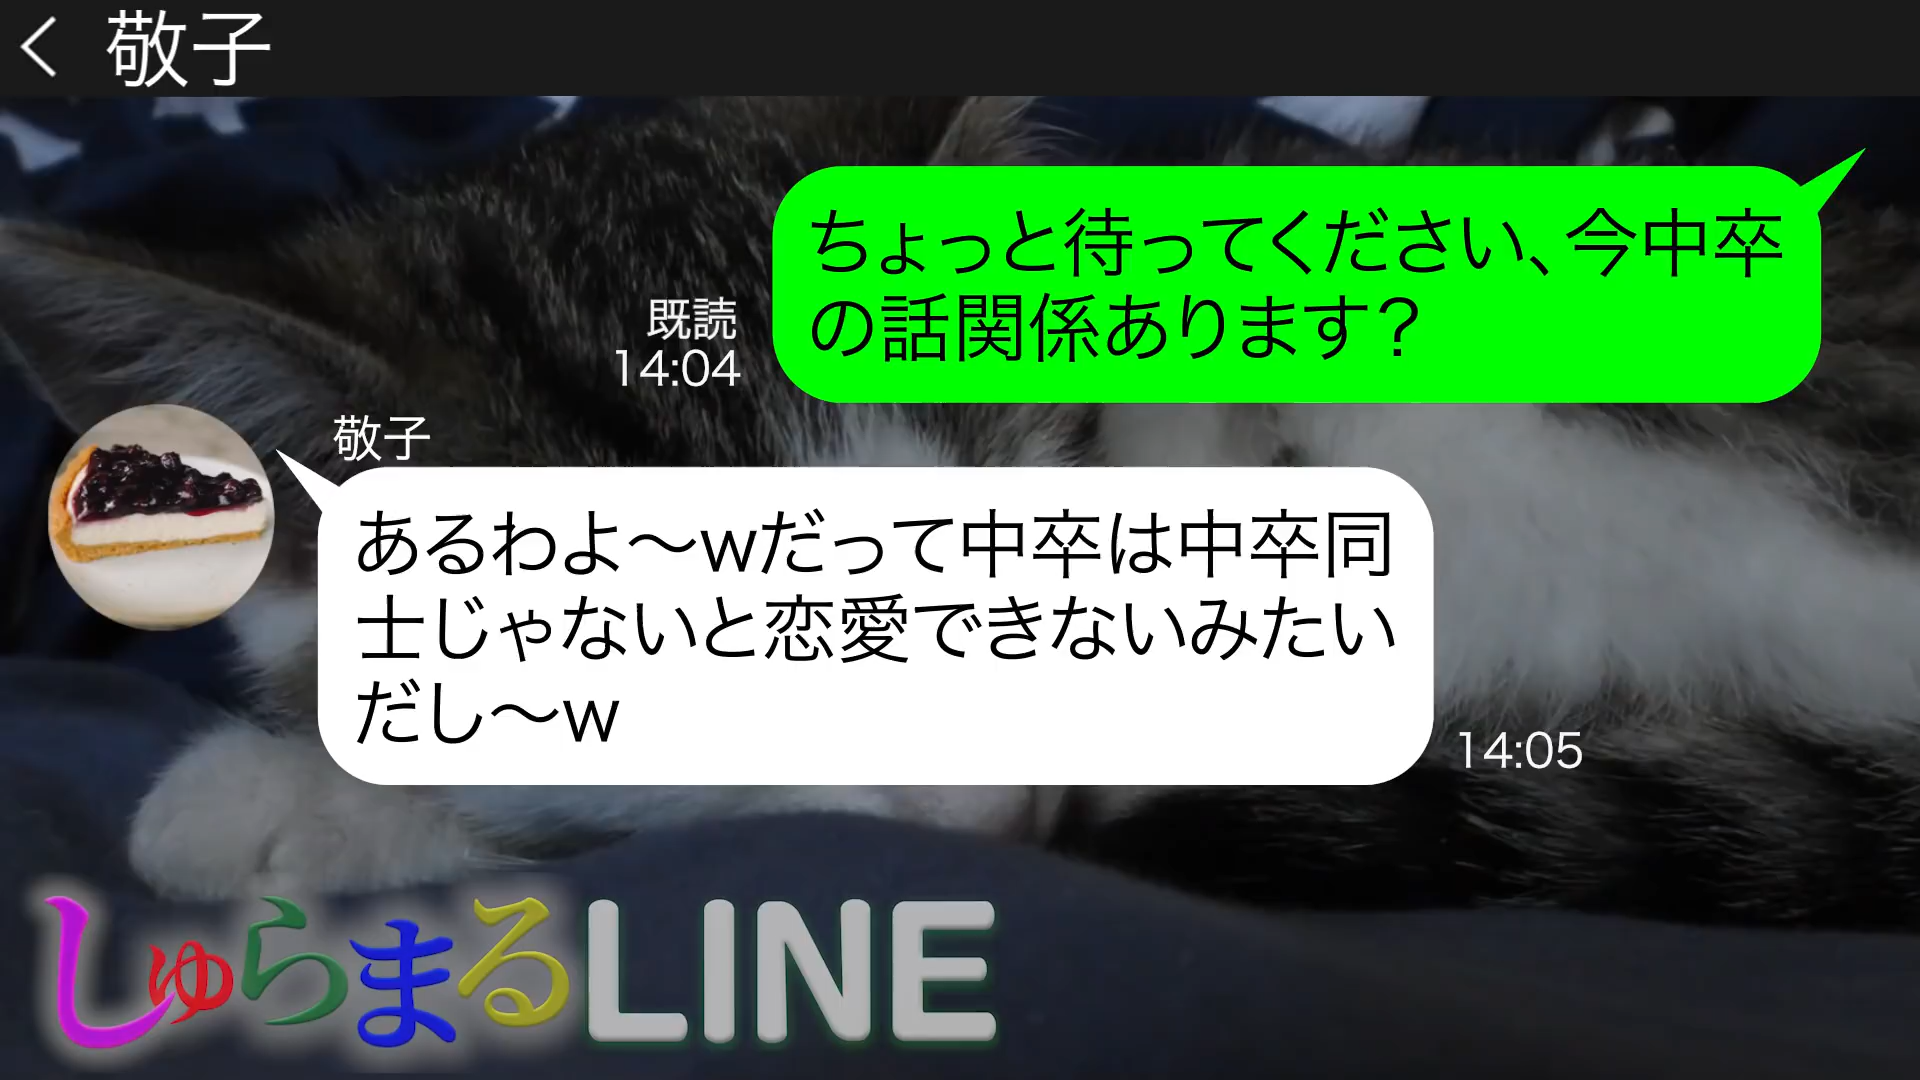 敬子
ちょっと待ってください、今中卒
の話関係あります?
既読
14:04
敬子
あるわよ〜wだって中卒は中卒同
士じゃないと恋愛できないみたい
だし〜w
14:05
しゅらまるLINE